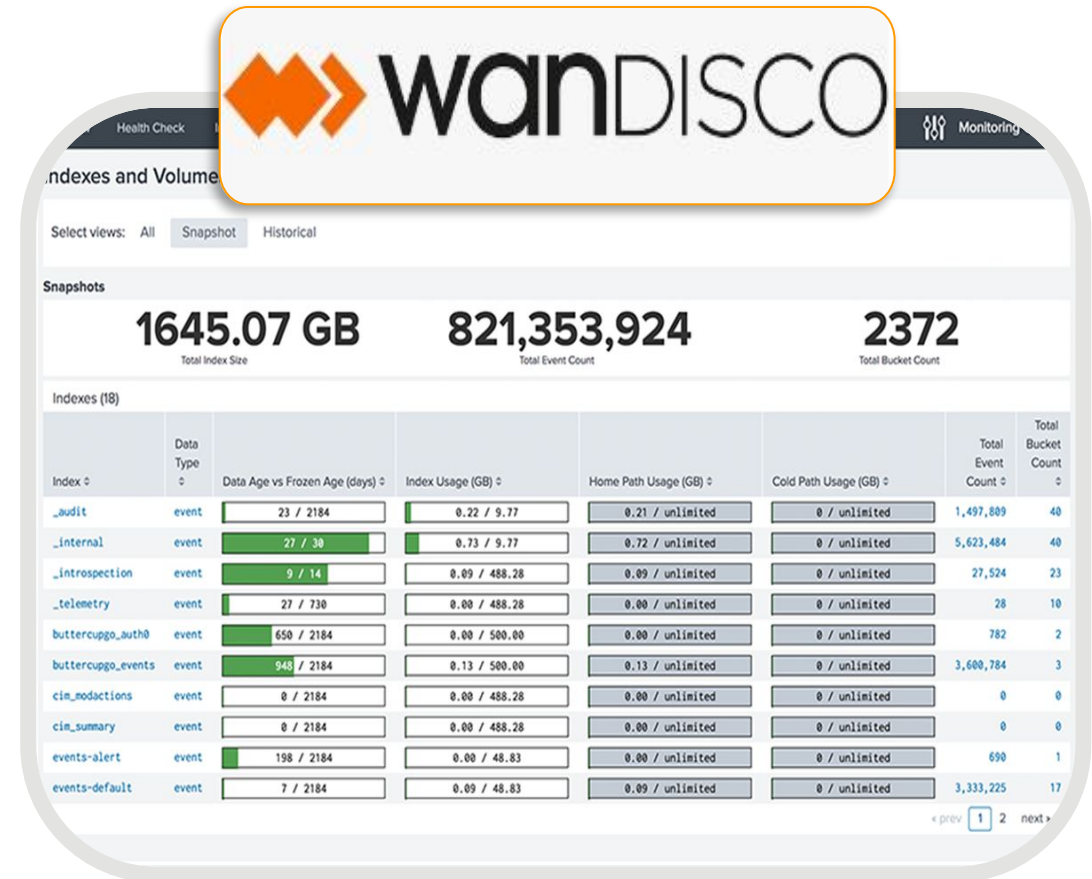 wanDISCO
Health Check
Monitoring
Indexes and Volume
Select views: All Snapshot Historical
Snapshots
1645.07 GB 821,353,924 2372
Total Index Size Total Event Count Total Bucket Count
Indexes (18)
Index Data Type Data Age vs Frozen Age (days) Index Usage (GB) Home Path Usage (GB) Cold Path Usage (GB) Total Event Count Total Bucket Count
_audit event 23 / 2184 0.22 / 9.77 0.21 / unlimited 0 / unlimited 1,497,809 40
_internal event 27 / 30 0.73 / 9.77 0.72 / unlimited 0 / unlimited 5,623,484 40
_introspection event 9 / 14 0.09 / 488.28 0.09 / unlimited 0 / unlimited 27,524 23
_telemetry event 27 / 730 0.00 / 488.28 0.00 / unlimited 0 / unlimited 28 10
buttercupgo_auth0 event 650 / 2184 0.00 / 500.00 0.00 / unlimited 0 / unlimited 782 2
buttercupgo_events event 948 / 2184 0.13 / 500.00 0.13 / unlimited 0 / unlimited 3,600,784 3
cim_modactions event 0 / 2184 0.00 / 488.28 0.00 / unlimited 0 / unlimited 0 0
cim_summary event 0 / 2184 0.00 / 488.28 0.00 / unlimited 0 / unlimited 0 0
events-alert event 198 / 2184 0.00 / 48.83 0.00 / unlimited 0 / unlimited 690 1
events-default event 7 / 2184 0.09 / 48.83 0.09 / unlimited 0 / unlimited 3,333,225 17
« prev 1 2 next »